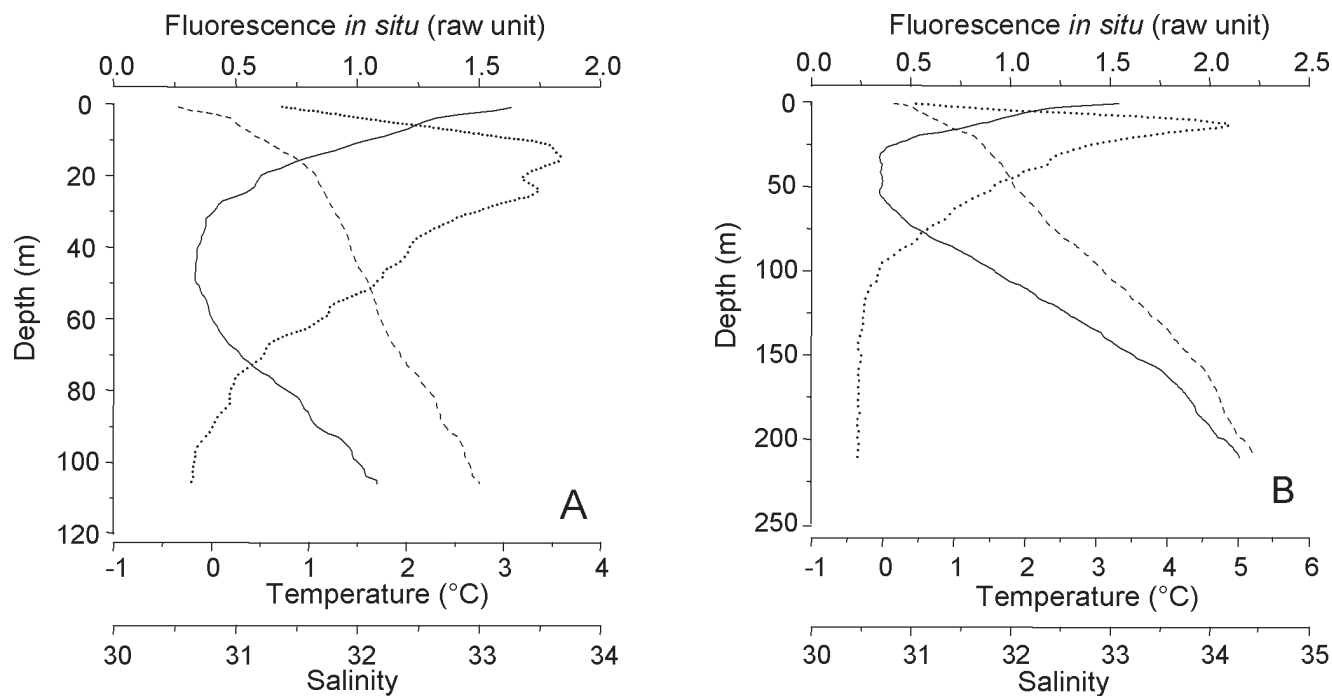 Fluorescence in situ (raw unit)
0.0 0.5 1.0 1.5 2.0
0
20
40
60
80
100
120
Depth (m)
A
-1 0 1 2 3 4
Temperature (°C)
30 31 32 33 34
Salinity
Fluorescence in situ (raw unit)
0.0 0.5 1.0 1.5 2.0 2.5
0
50
100
150
200
250
Depth (m)
B
-1 0 1 2 3 4 5 6
Temperature (°C)
30 31 32 33 34 35
Salinity